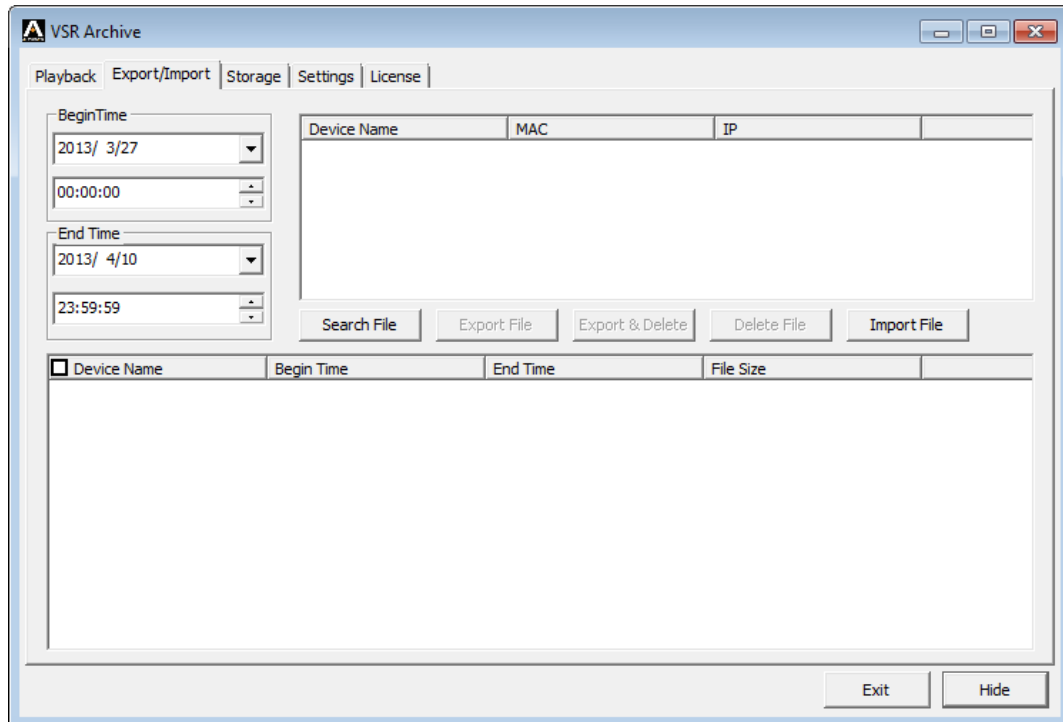 VSR Archive
Playback Export/Import Storage Settings License
BeginTime
2013/ 3/27
00:00:00
End Time
2013/ 4/10
23:59:59
Device Name MAC IP
Search File Export File Export & Delete Delete File Import File
Device Name Begin Time End Time File Size
Exit Hide